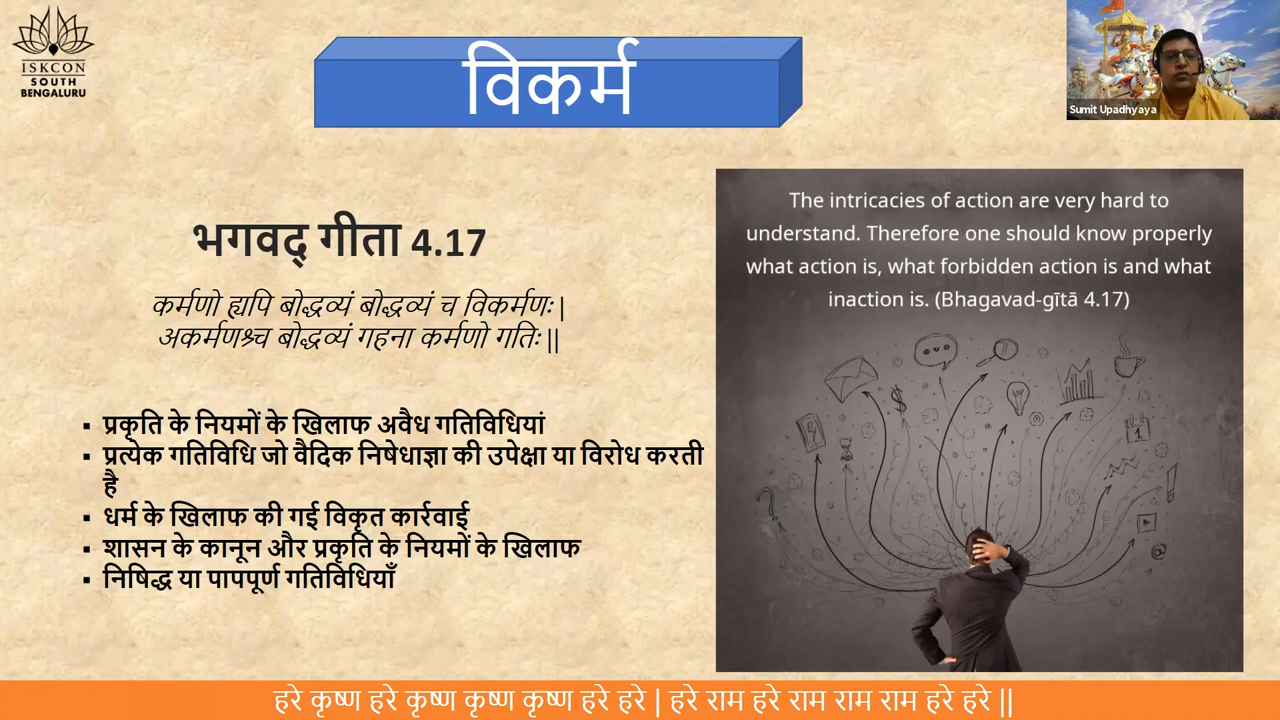 ISKCON
SOUTH
BENGALURU
विकर्म
Sumit Upadhyaya
भगवद् गीता 4.17
कर्मणो ह्यपि बोद्धव्यं बोद्धव्यं च विकर्मणः|
अकर्मणश्च बोद्धव्यं गहना कर्मणो गतिः||
▪ प्रकृति के नियमों के खिलाफ अवैध गतिविधियां
▪ प्रत्येक गतिविधि जो वैदिक निषेधाज्ञा की उपेक्षा या विरोध करती
है
▪ धर्म के खिलाफ की गई विकृत कार्रवाई
▪ शासन के कानून और प्रकृति के नियमों के खिलाफ
▪ निषिद्ध या पापपूर्ण गतिविधियाँ
The intricacies of action are very hard to
understand. Therefore one should know properly
what action is, what forbidden action is and what
inaction is. (Bhagavad-gītā 4.17)
हरे कृष्ण हरे कृष्ण कृष्ण कृष्ण हरे हरे | हरे राम हरे राम राम राम हरे हरे ||